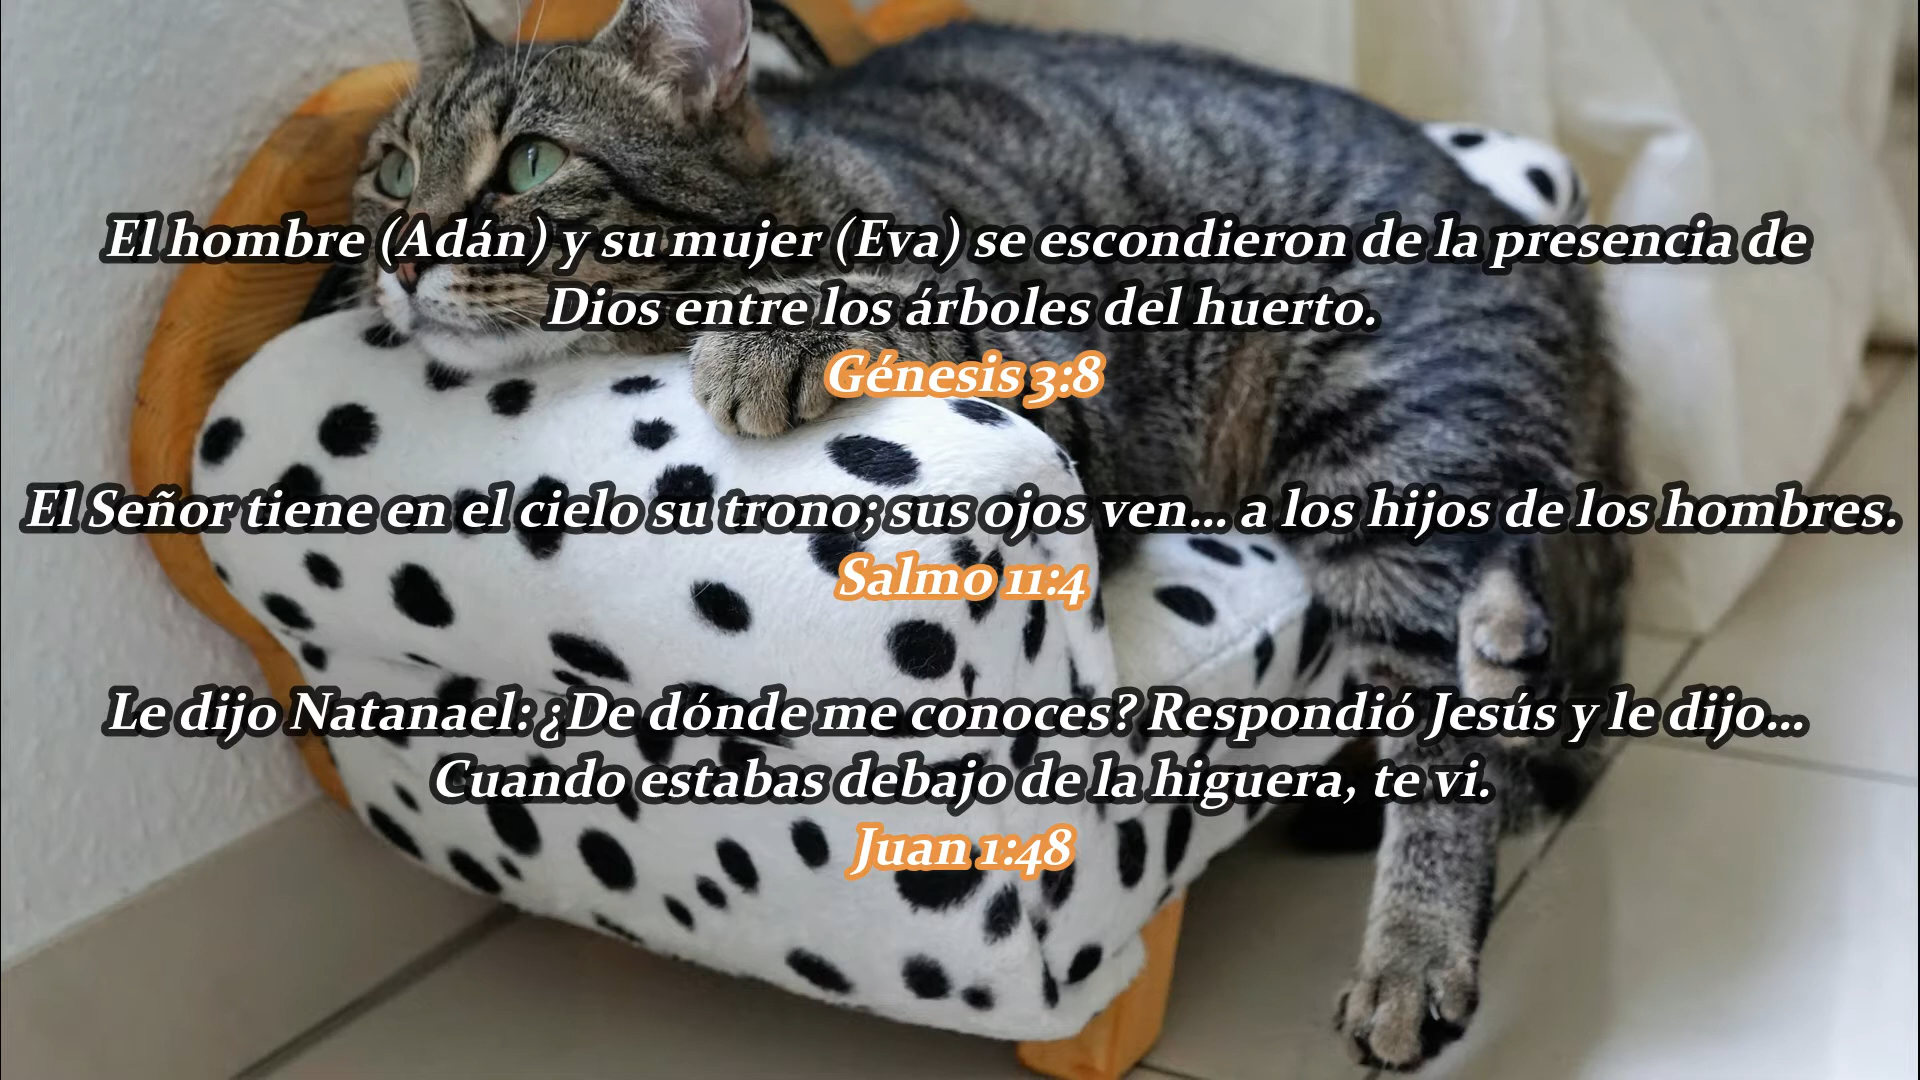 El hombre (Adán) y su mujer (Eva) se escondieron de la presencia de
Dios entre los árboles del huerto.
Génesis 3:8
El Señor tiene en el cielo su trono; sus ojos ven... a los hijos de los hombres.
Salmo 11:4
Le dijo Natanael: ¿De dónde me conoces? Respondió Jesús y le dijo...
Cuando estabas debajo de la higuera, te vi.
Juan 1:48